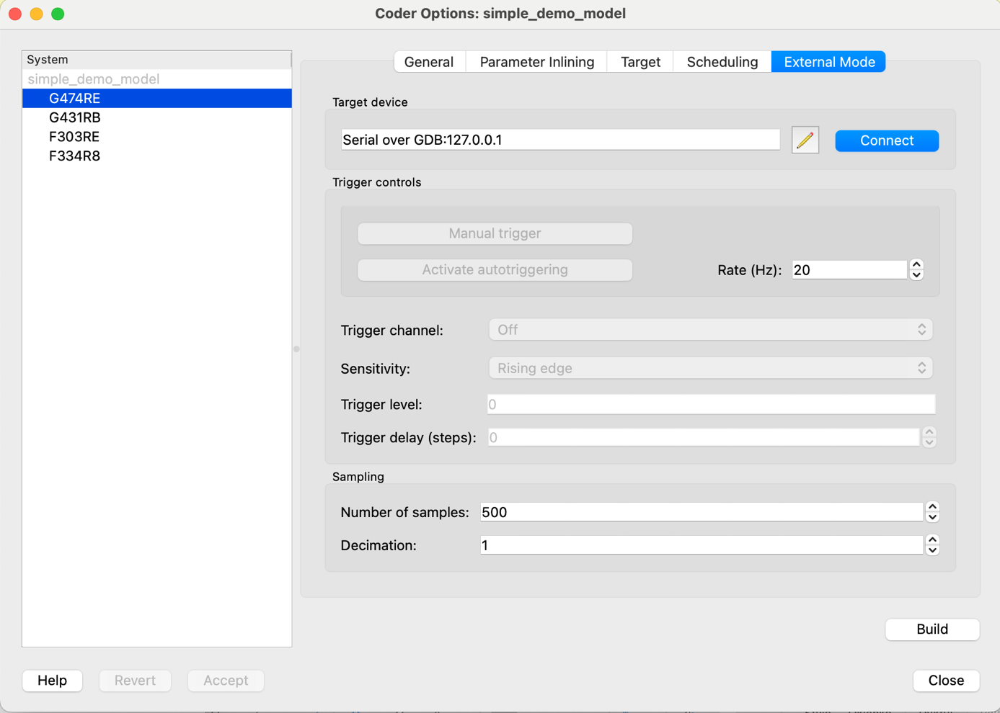 Coder Options: simple_demo_model
System
simple_demo_model
G474RE
G431RB
F303RE
F334R8
General Parameter Inlining Target Scheduling External Mode
Target device
Serial over GDB:127.0.0.1 Connect
Trigger controls
Manual trigger
Activate autotriggering Rate (Hz): 20
Trigger channel: Off
Sensitivity: Rising edge
Trigger level: 0
Trigger delay (steps): 0
Sampling
Number of samples: 500
Decimation: 1
Build
Help Revert Accept Close